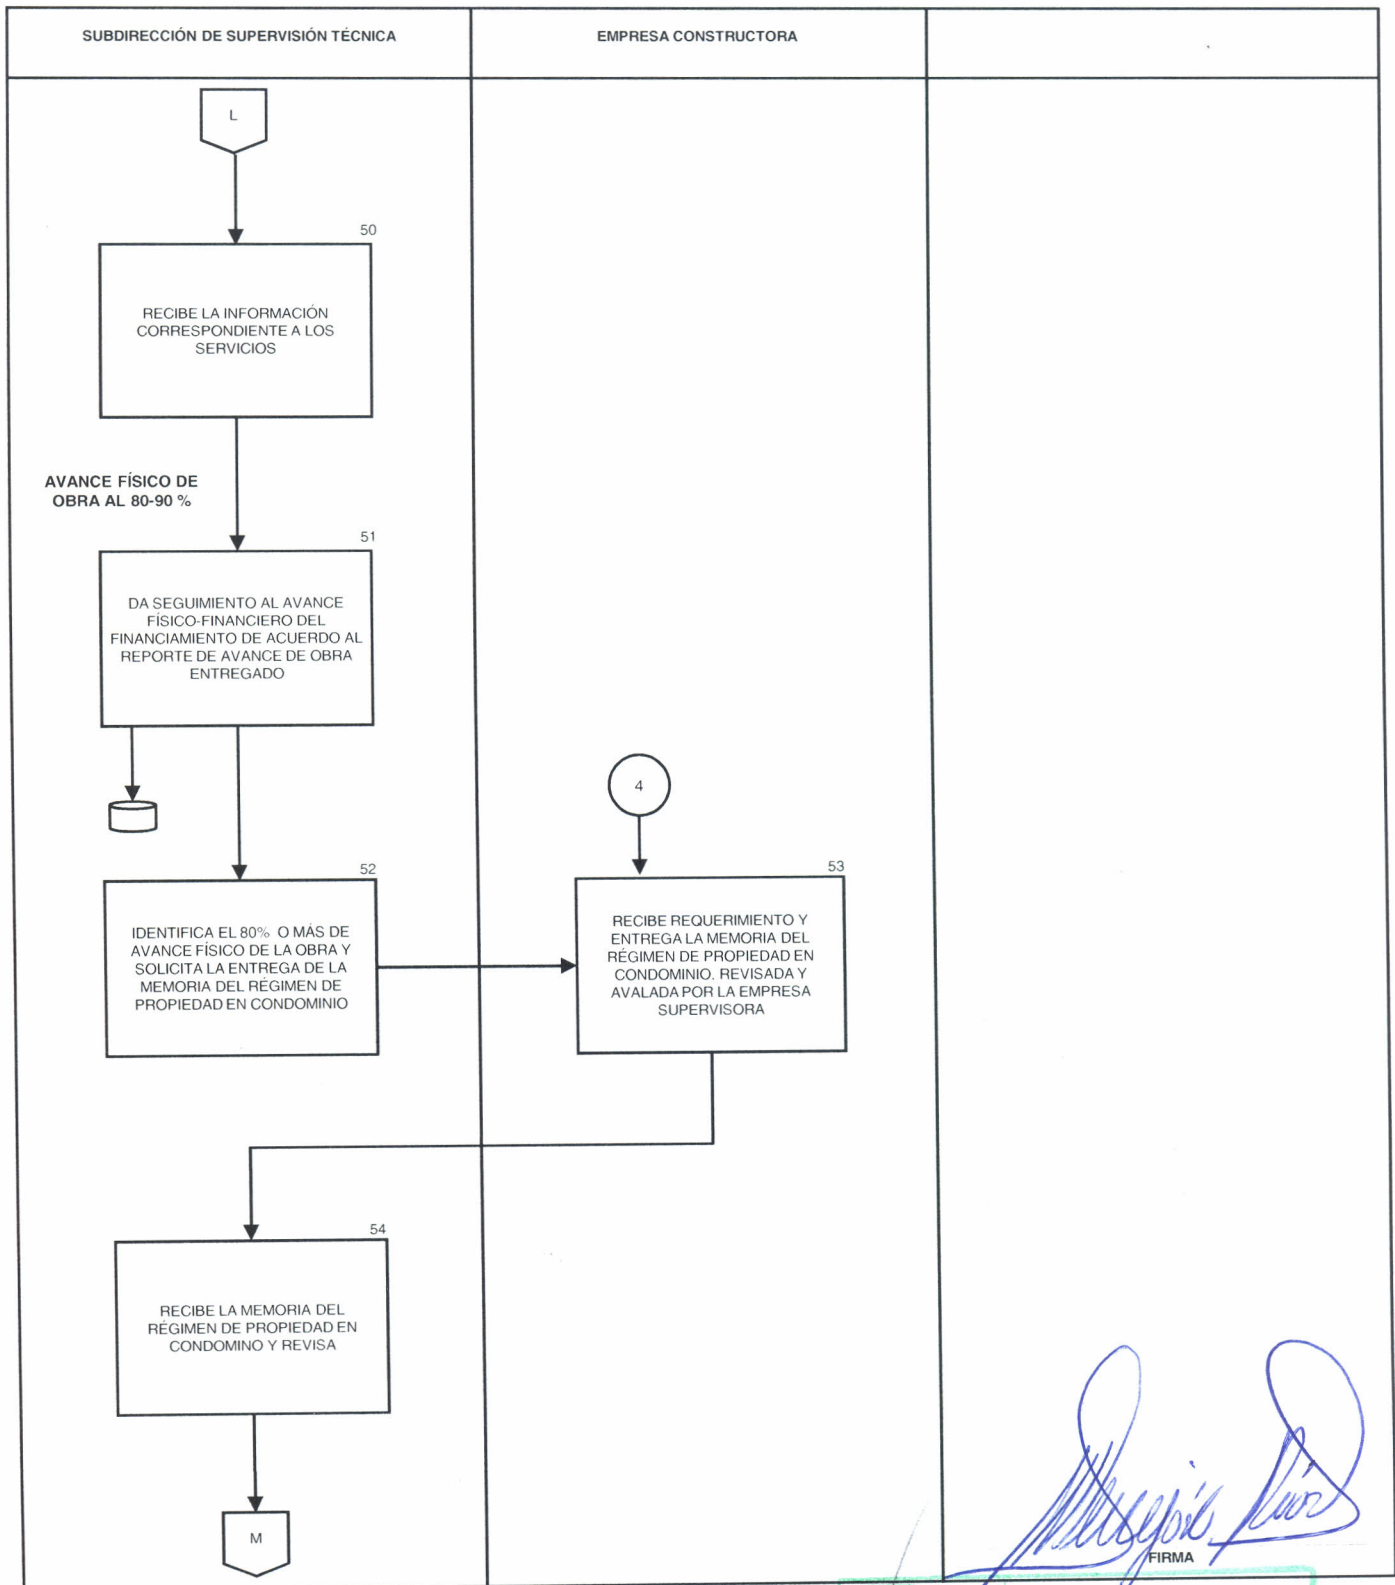 SUBDIRECCIÓN DE SUPERVISIÓN TÉCNICA
EMPRESA CONSTRUCTORA
L
50
RECIBE LA INFORMACIÓN
CORRESPONDIENTE A LOS
SERVICIOS
AVANCE FÍSICO DE
OBRA AL 80-90 %
51
DA SEGUIMIENTO AL AVANCE
FÍSICO-FINANCIERO DEL
FINANCIAMIENTO DE ACUERDO AL
REPORTE DE AVANCE DE OBRA
ENTREGADO
4
52
IDENTIFICA EL 80% O MÁS DE
AVANCE FÍSICO DE LA OBRA Y
SOLICITA LA ENTREGA DE LA
MEMORIA DEL RÉGIMEN DE
PROPIEDAD EN CONDOMINIO
53
RECIBE REQUERIMIENTO Y
ENTREGA LA MEMORIA DEL
RÉGIMEN DE PROPIEDAD EN
CONDOMINIO. REVISADA Y
AVALADA POR LA EMPRESA
SUPERVISORA
54
RECIBE LA MEMORIA DEL
RÉGIMEN DE PROPIEDAD EN
CONDOMINO Y REVISA
M
FIRMA